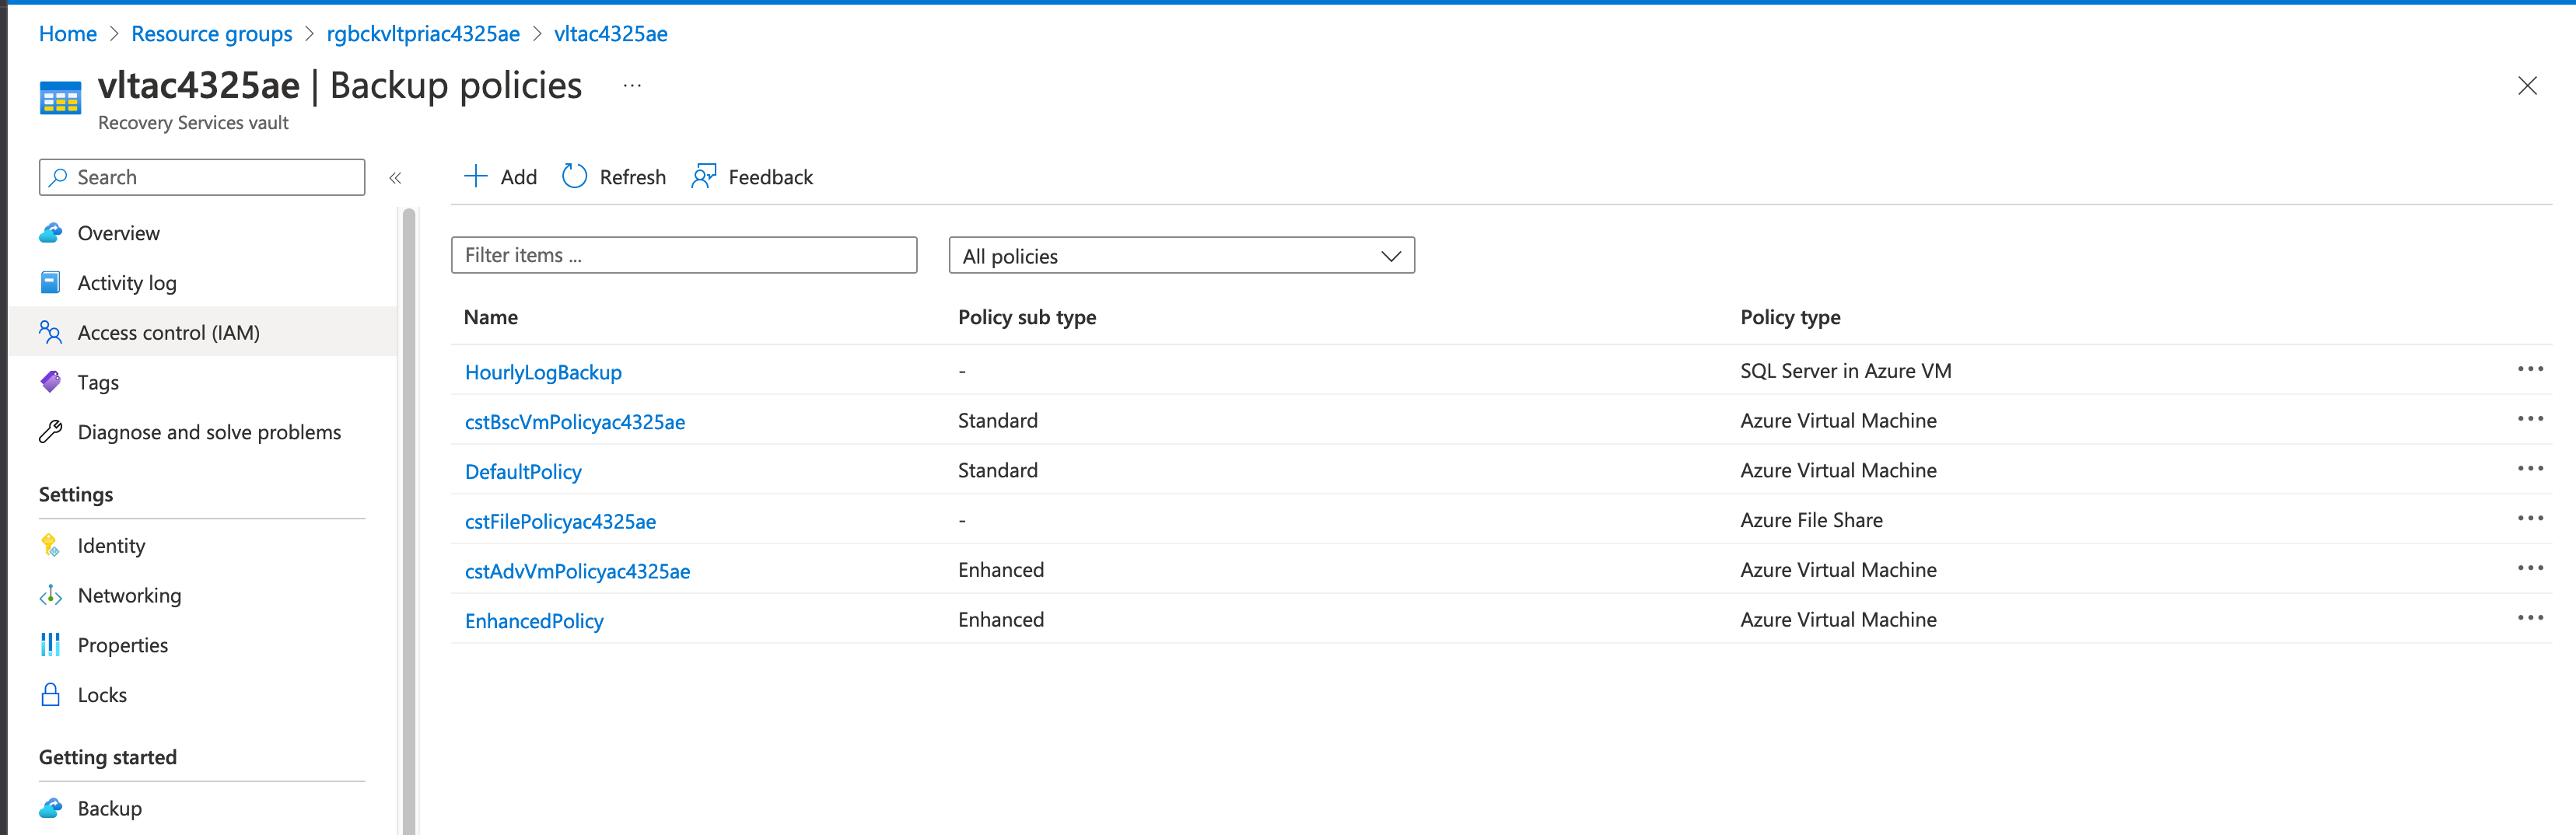 Home > Resource groups > rgbckvltpriac4325ae > vltac4325ae
vltac4325ae | Backup policies ...
Recovery Services vault
Search
«
Add Refresh Feedback
Overview
Activity log
Access control (IAM)
Tags
Diagnose and solve problems
Settings
Identity
Networking
Properties
Locks
Getting started
Backup
Filter items ... All policies
Name Policy sub type Policy type
HourlyLogBackup - SQL Server in Azure VM
cstBscVmPolicyac4325ae Standard Azure Virtual Machine
DefaultPolicy Standard Azure Virtual Machine
cstFilePolicyac4325ae - Azure File Share
cstAdvVmPolicyac4325ae Enhanced Azure Virtual Machine
EnhancedPolicy Enhanced Azure Virtual Machine